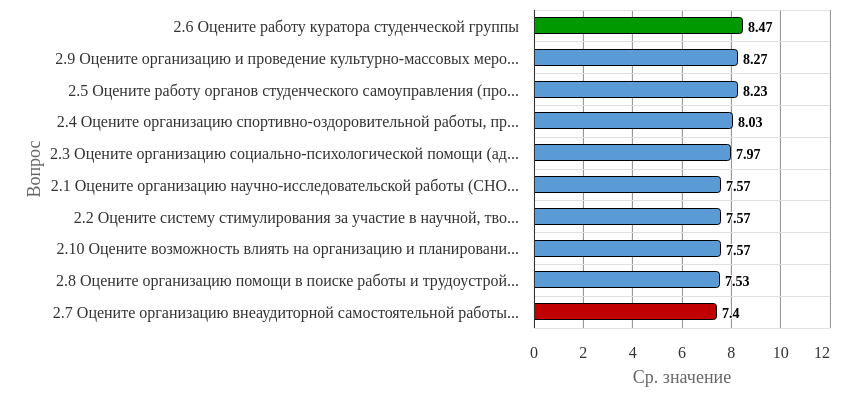 2.6 Оцените работу куратора студенческой группы 8.47
2.9 Оцените организацию и проведение культурно-массовых меро... 8.27
2.5 Оцените работу органов студенческого самоуправления (про... 8.23
2.4 Оцените организацию спортивно-оздоровительной работы, пр... 8.03
2.3 Оцените организацию социально-психологической помощи (ад... 7.97
2.1 Оцените организацию научно-исследовательской работы (СНО... 7.57
2.2 Оцените систему стимулирования за участие в научной, тво... 7.57
2.10 Оцените возможность влиять на организацию и планировани... 7.57
2.8 Оцените организацию помощи в поиске работы и трудоустрой... 7.53
2.7 Оцените организацию внеаудиторной самостоятельной работы... 7.4
Вопрос
0 2 4 6 8 10 12
Ср. значение